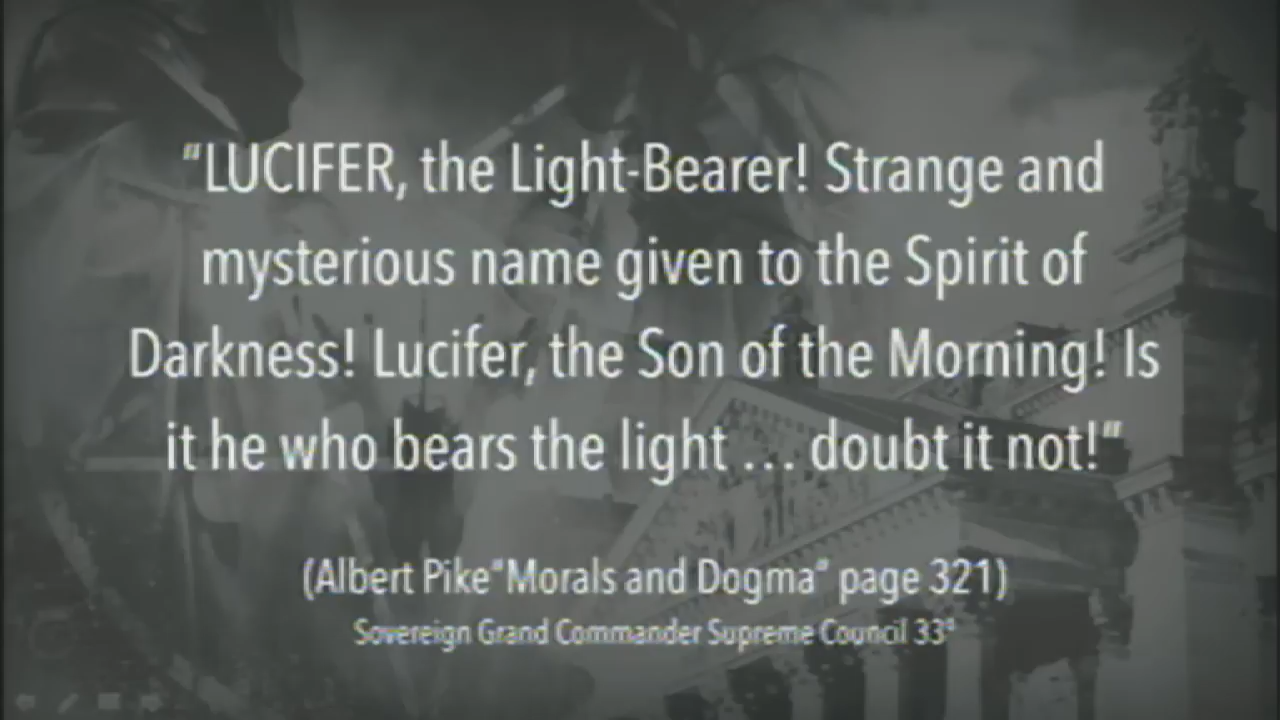 “LUCIFER, the Light-Bearer! Strange and
mysterious name given to the Spirit of
Darkness! Lucifer, the Son of the Morning! Is
it he who bears the light ... doubt it not!”
(Albert Pike“Morals and Dogma” page 321)
Sovereign Grand Commander Supreme Council 33°